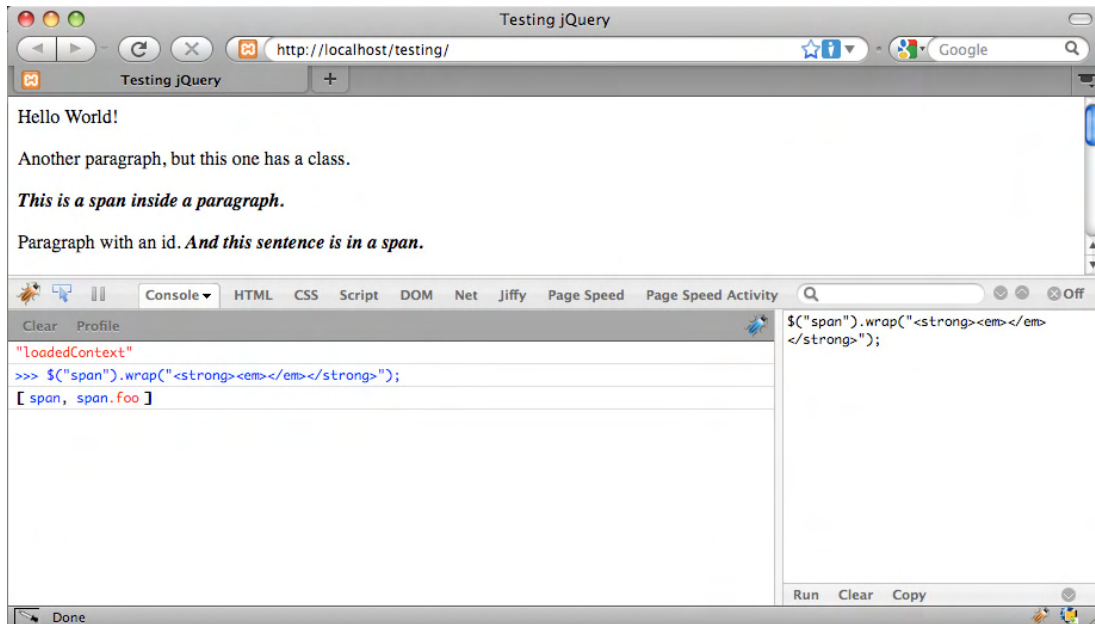 Testing jQuery
http://localhost/testing/
Google
Testing jQuery
+
Hello World!
Another paragraph, but this one has a class.
This is a span inside a paragraph.
Paragraph with an id. And this sentence is in a span.
Console HTML CSS Script DOM Net Jiffy Page Speed Page Speed Activity Off
Clear Profile
"loadedContext"
>>> $("span").wrap("<strong><em></em></strong>");
[ span, span.foo ]
$("span").wrap("<strong><em></em>
</strong>");
Run Clear Copy
Done